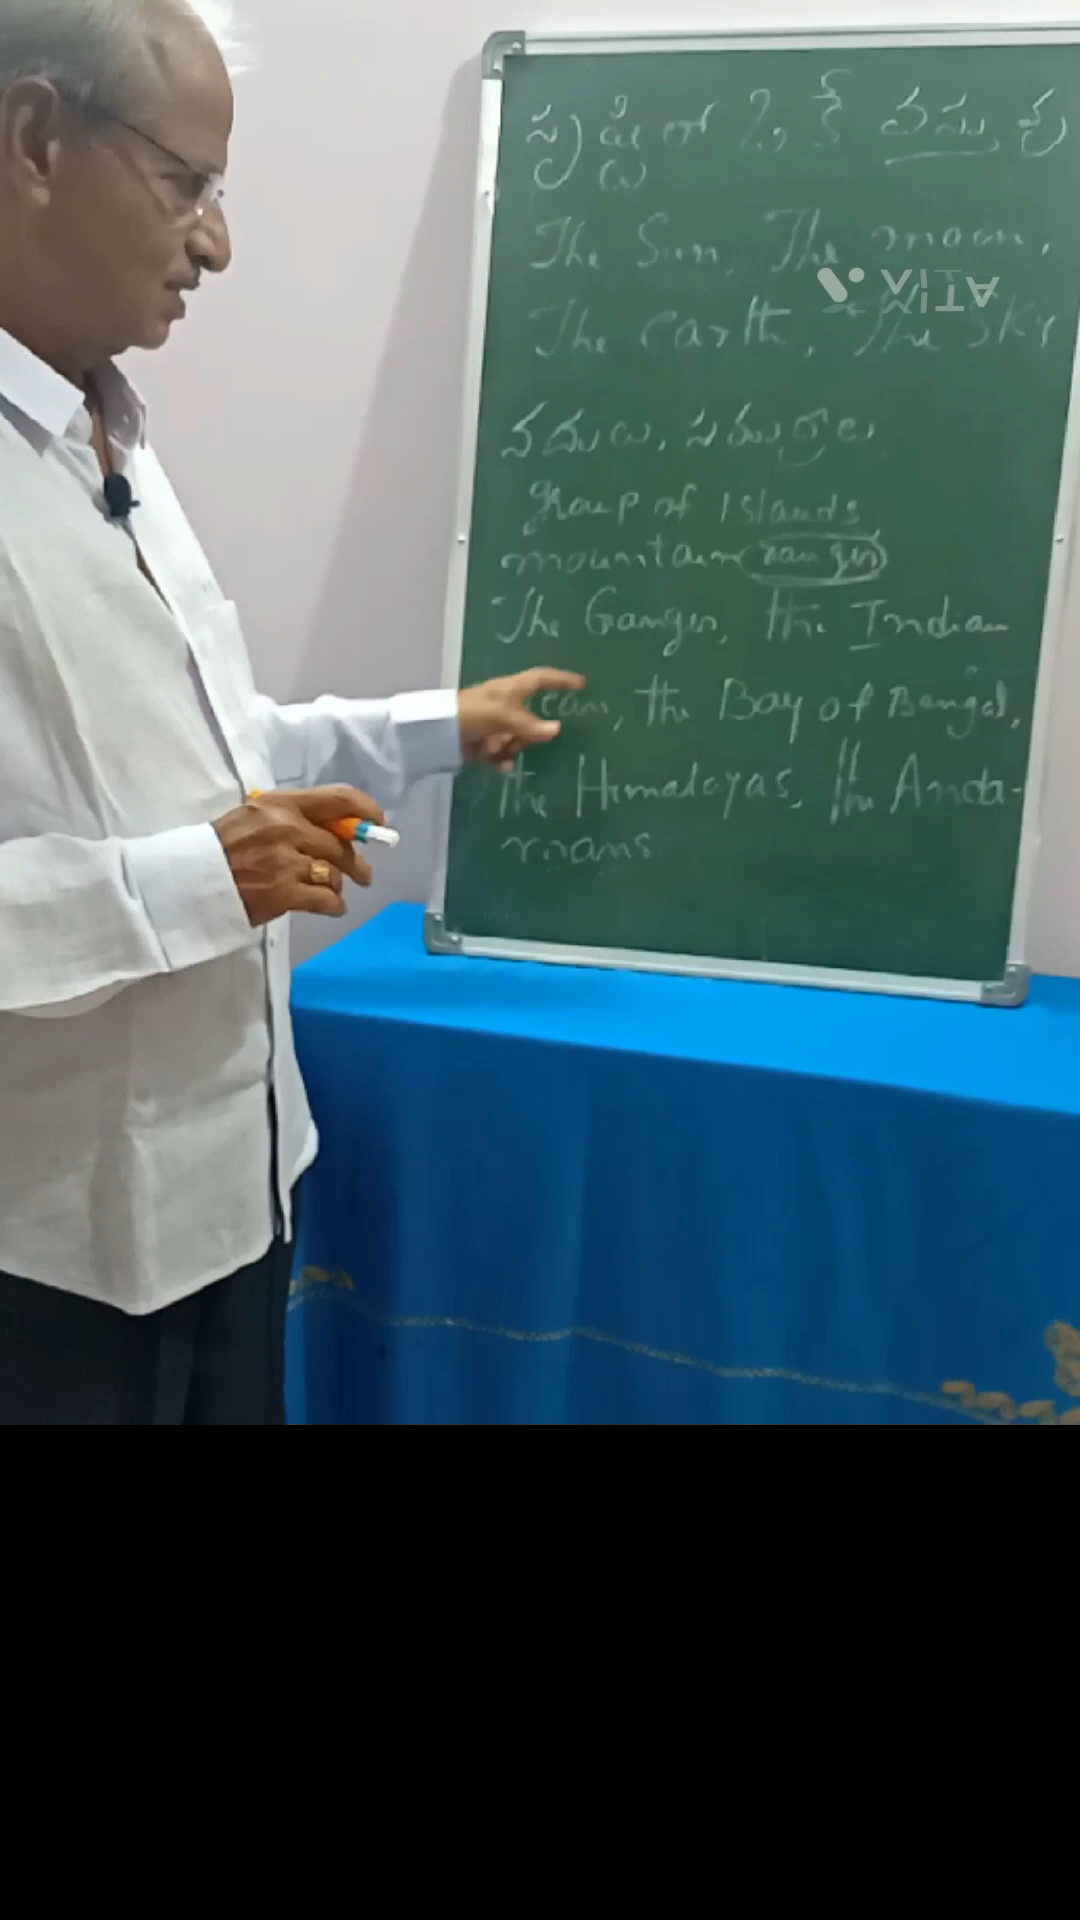 సృష్టిలో ఒకే వస్తువు
The Sun, The moon,
VITA
The earth, The Sky
నదులు, సముద్రాలు
group of Islands
mountain ranges
The Ganges, the Indian
cean, the Bay of Bengal,
the Himalayas, the Anda-
mans